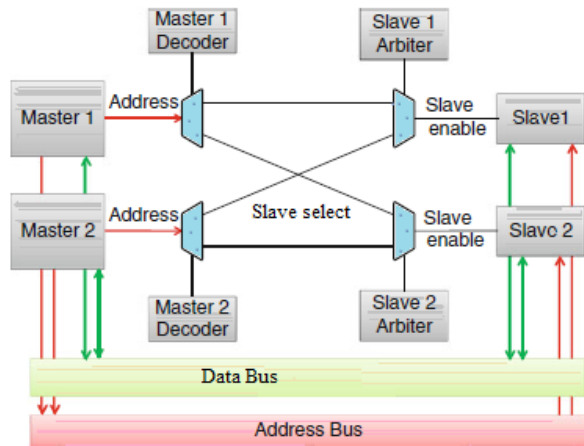 Master 1
Decoder
Slave 1
Arbiter
Master 1
Address
Slave
enable
Slave1
Master 2
Address
Slave select
Slave
enable
Slavo 2
Master 2
Decoder
Slave 2
Arbiter
Data Bus
Address Bus